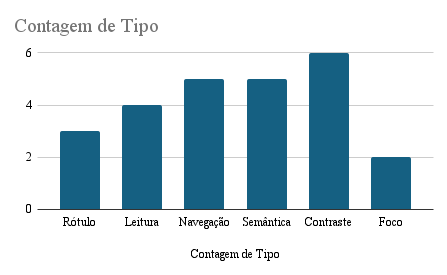 Contagem de Tipo
6
4
2
0
Rótulo Leitura Navegação Semântica Contraste Foco
Contagem de Tipo